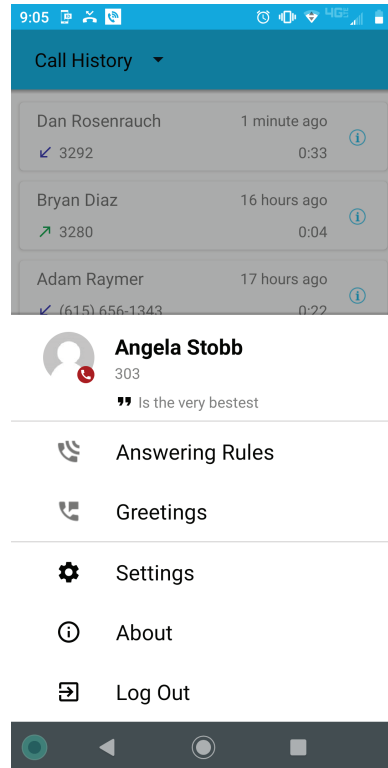 9:05 4G
Call History
Dan Rosenrauch 1 minute ago
3292 0:33
Bryan Diaz 16 hours ago
3280 0:04
Adam Raymer 17 hours ago
(615) 656-1343 0:22
Angela Stobb
303
Is the very bestest
Answering Rules
Greetings
Settings
About
Log Out